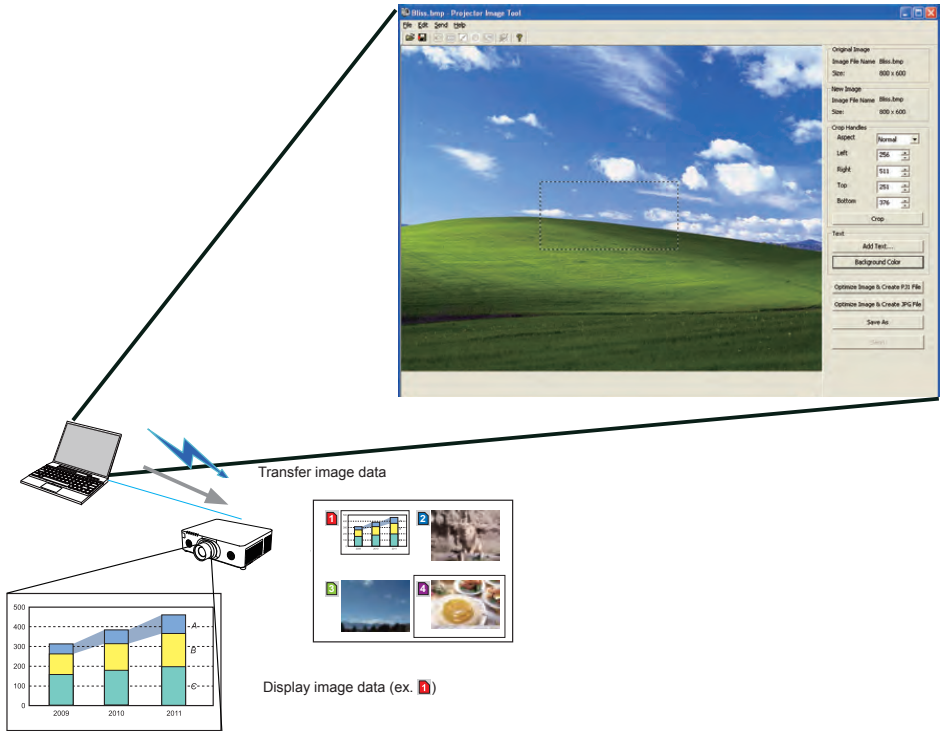 Bliss.bmp - Projector Image Tool
File Edit Send Help
Original Image
Image File Name Bliss.bmp
Size: 800 x 600
New Image
Image File Name Bliss.bmp
Size: 800 x 600
Crop Handles
Aspect Normal
Left 256
Right 511
Top 251
Bottom 376
Crop
Text
Add Text....
Background Color
Optimize Image & Create PJI File
Optimize Image & Create JPG File
Save As
Transfer image data
1
2
3
4
500
400
300
200
100
0
A
B
C
2009 2010 2011
Display image data (ex. 1)